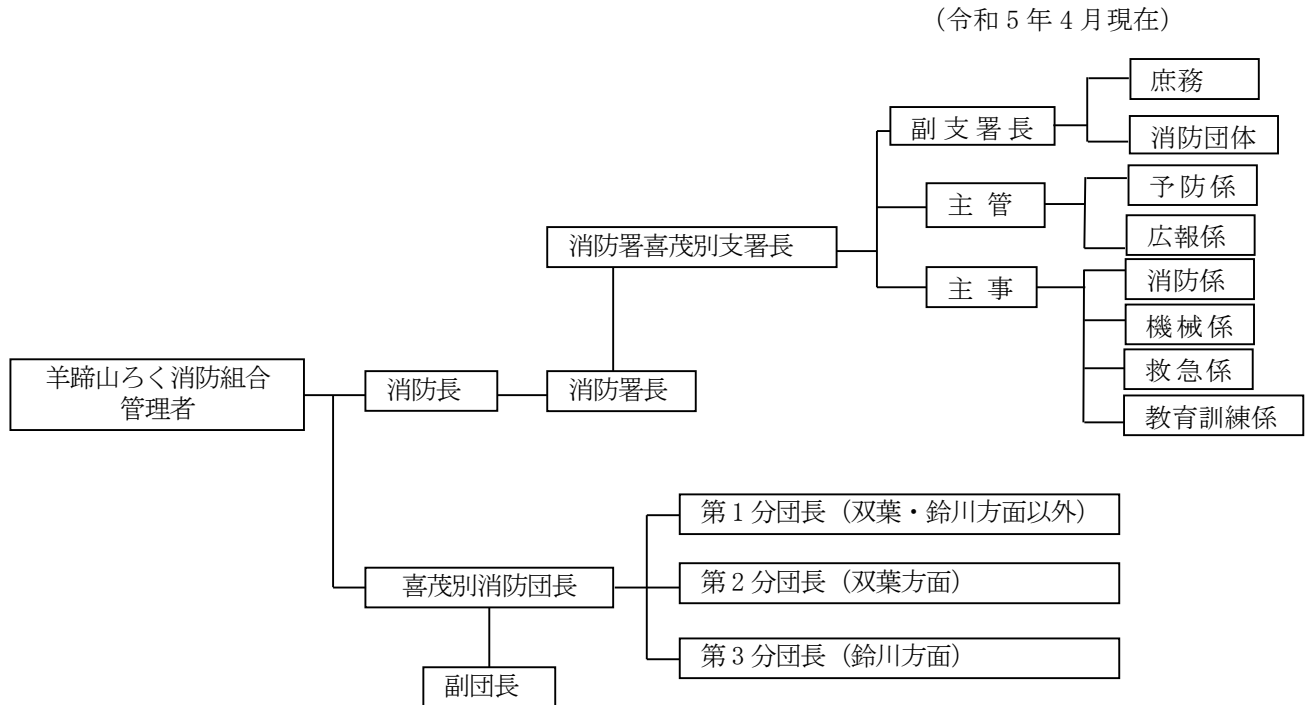 (令和5年4月現在)
庶務
副支署長
消防団体
予防係
主管
広報係
消防署喜茂別支署長
消防係
主事
機械係
救急係
教育訓練係
羊蹄山ろく消防組合
管理者
消防長
消防署長
第1分団長(双葉・鈴川方面以外)
第2分団長(双葉方面)
喜茂別消防団長
第3分団長(鈴川方面)
副団長